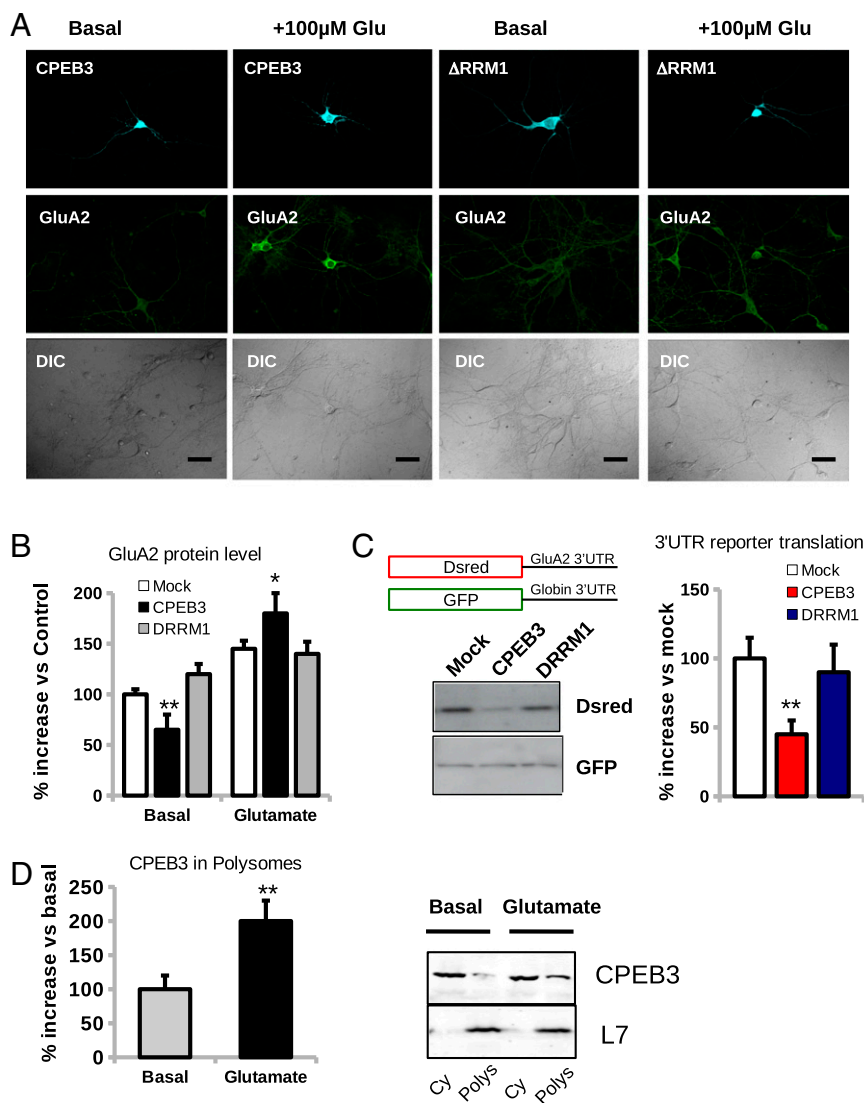 A
Basal
+100µM Glu
Basal
+100µM Glu
CPEB3
CPEB3
ΔRRM1
ΔRRM1
GluA2
GluA2
GluA2
GluA2
DIC
DIC
DIC
DIC
B
GluA2 protein level
Mock
CPEB3
DRRM1
% increase vs Control
200
150
100
50
0
*
**
Basal
Glutamate
C
Dsred
GluA2 3'UTR
GFP
Globin 3'UTR
Mock
CPEB3
DRRM1
Dsred
GFP
3'UTR reporter translation
Mock
CPEB3
DRRM1
% increase vs mock
150
100
50
0
**
D
CPEB3 in Polysomes
% increase vs basal
250
200
150
100
50
0
**
Basal
Glutamate
Basal
Glutamate
CPEB3
L7
Cy
Polys
Cy
Polys